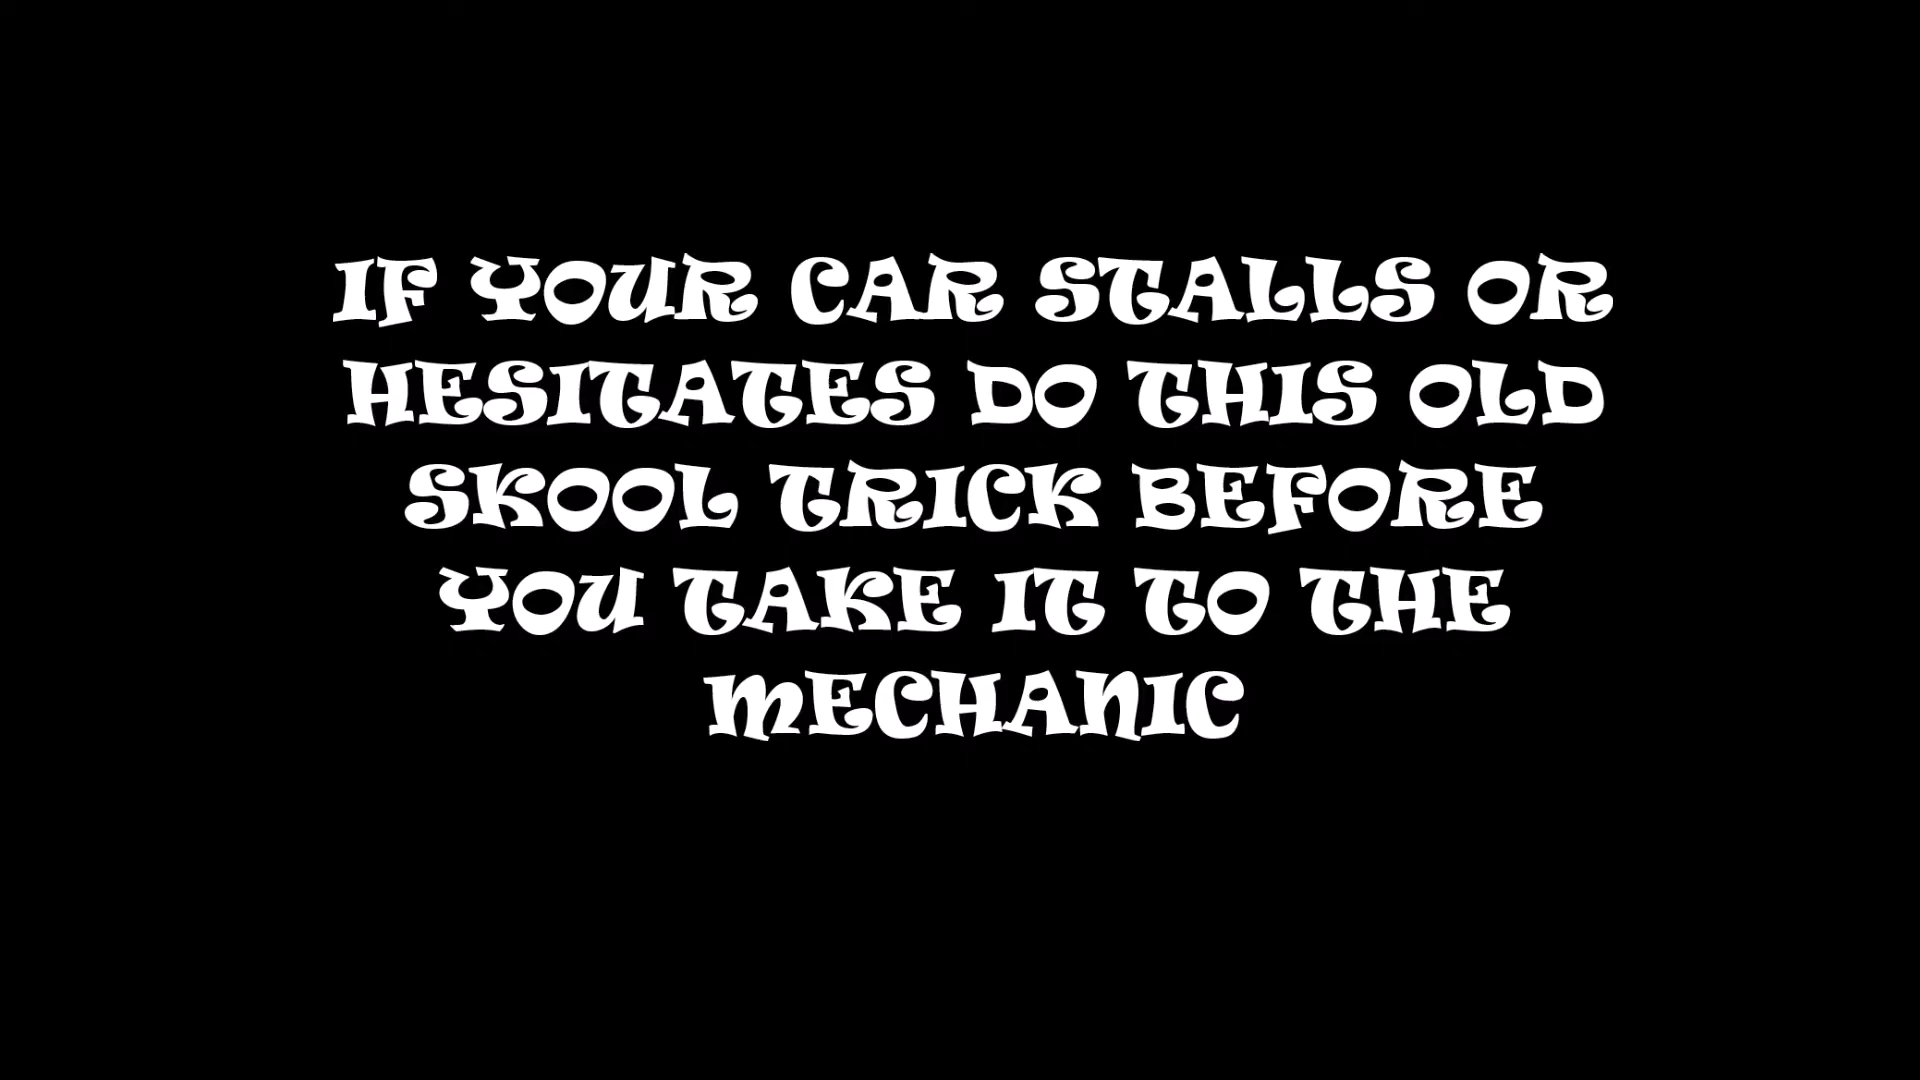 IF YOUR CAR STALLS OR
HESITATES DO THIS OLD
SKOOL TRICK BEFORE
YOU TAKE IT TO THE
MECHANIC